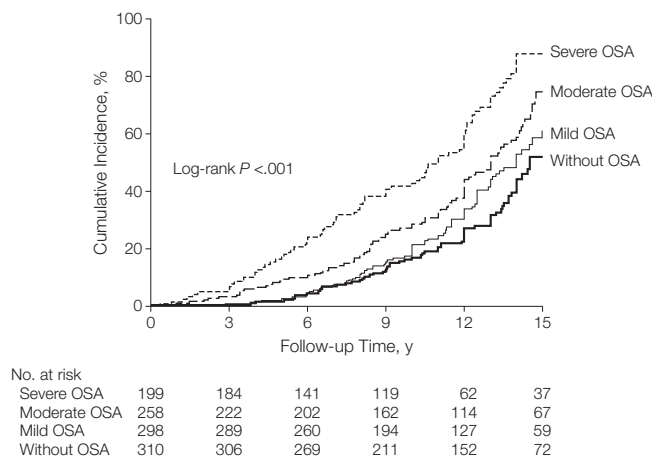 100
80
60
40
20
0
Cumulative Incidence, %
Log-rank P <.001
Severe OSA
Moderate OSA
Mild OSA
Without OSA
0 3 6 9 12 15
Follow-up Time, y
No. at risk
Severe OSA 199 184 141 119 62 37
Moderate OSA 258 222 202 162 114 67
Mild OSA 298 289 260 194 127 59
Without OSA 310 306 269 211 152 72